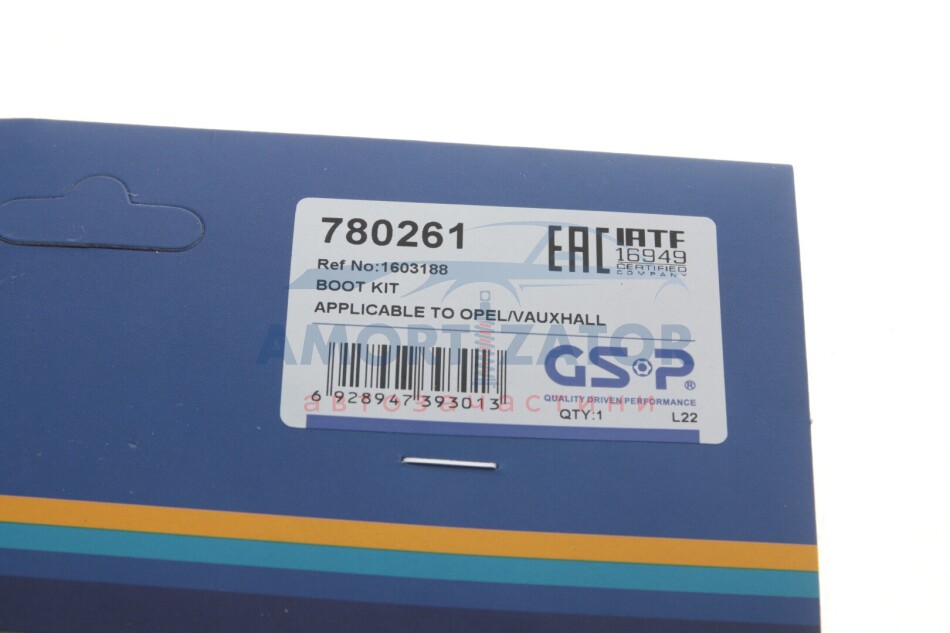 780261
EAC IATF
16949
CERTIFIED
COMPANY
Ref No:1603188
BOOT KIT
APPLICABLE TO OPEL/VAUXHALL
AMORTIZATOR
GSP®
QUALITY DRIVEN PERFORMANCE
6 928947 393013
автозапчастини
QTY:1
L22